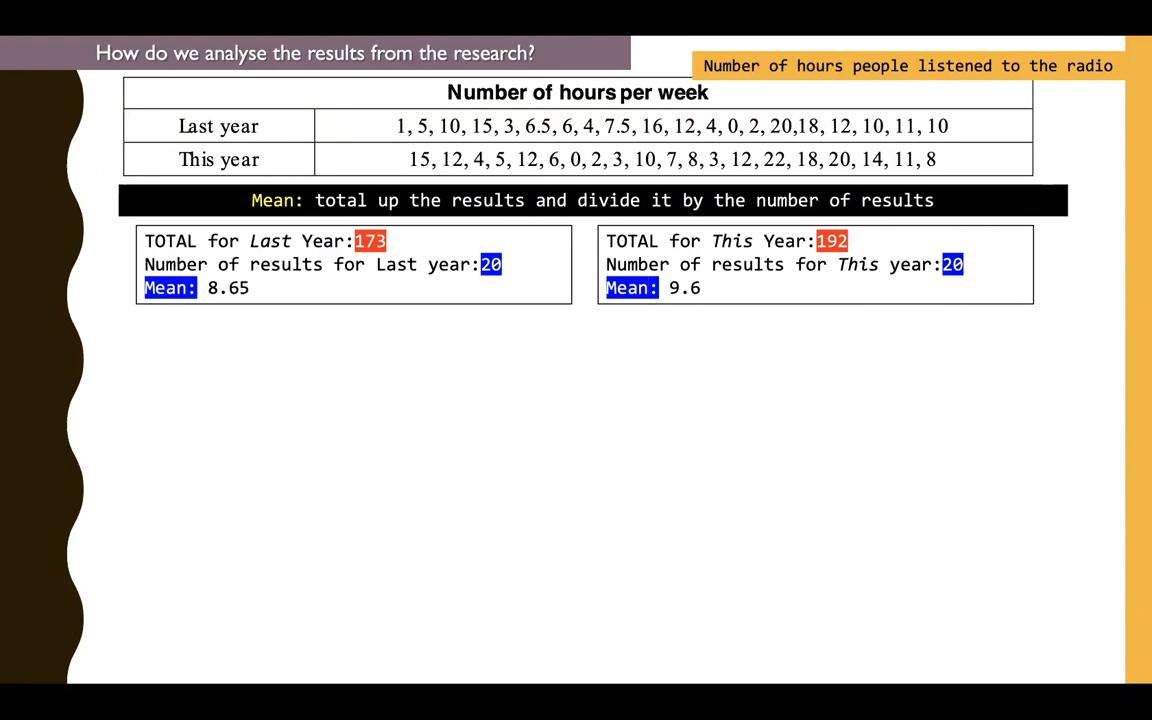 How do we analyse the results from the research?
Number of hours people listened to the radio
Number of hours per week
Last year 1, 5, 10, 15, 3, 6.5, 6, 4, 7.5, 16, 12, 4, 0, 2, 20,18, 12, 10, 11, 10
This year 15, 12, 4, 5, 12, 6, 0, 2, 3, 10, 7, 8, 3, 12, 22, 18, 20, 14, 11, 8
Mean: total up the results and divide it by the number of results
TOTAL for Last Year:173
Number of results for Last year:20
Mean: 8.65
TOTAL for This Year:192
Number of results for This year:20
Mean: 9.6